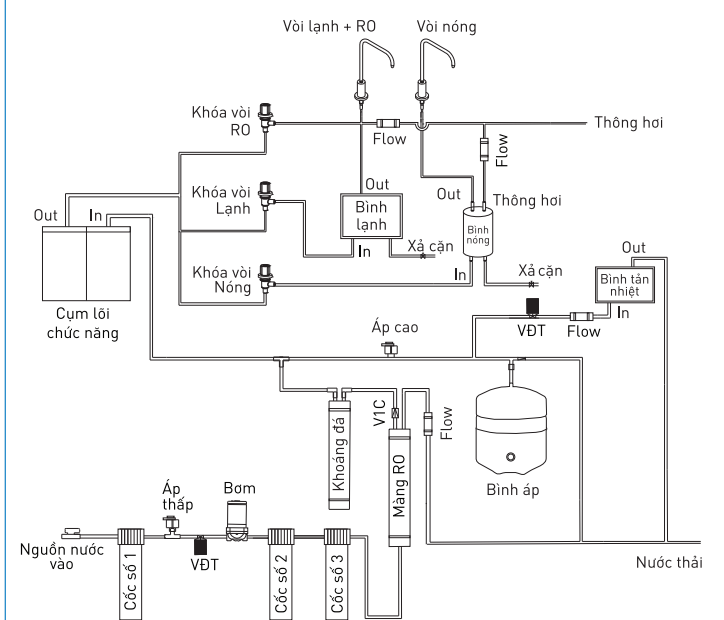 Vòi lạnh + RO
Vòi nóng
Khóa vòi
RO
Flow
Flow
Thông hơi
Khóa vòi
Lạnh
Out
Bình
lạnh
In
Xả cặn
Out
Thông hơi
Bình
nóng
In
Xả cặn
Out
In
Cụm lõi
chức năng
Khóa vòi
Nóng
Out
Bình tản
nhiệt
In
VĐT
Flow
Áp cao
Khoáng đá
V1C
Màng RO
Flow
Bình áp
Áp
thấp
Bơm
Nguồn nước
vào
Cốc số 1
VĐT
Cốc số 2
Cốc số 3
Nước thải